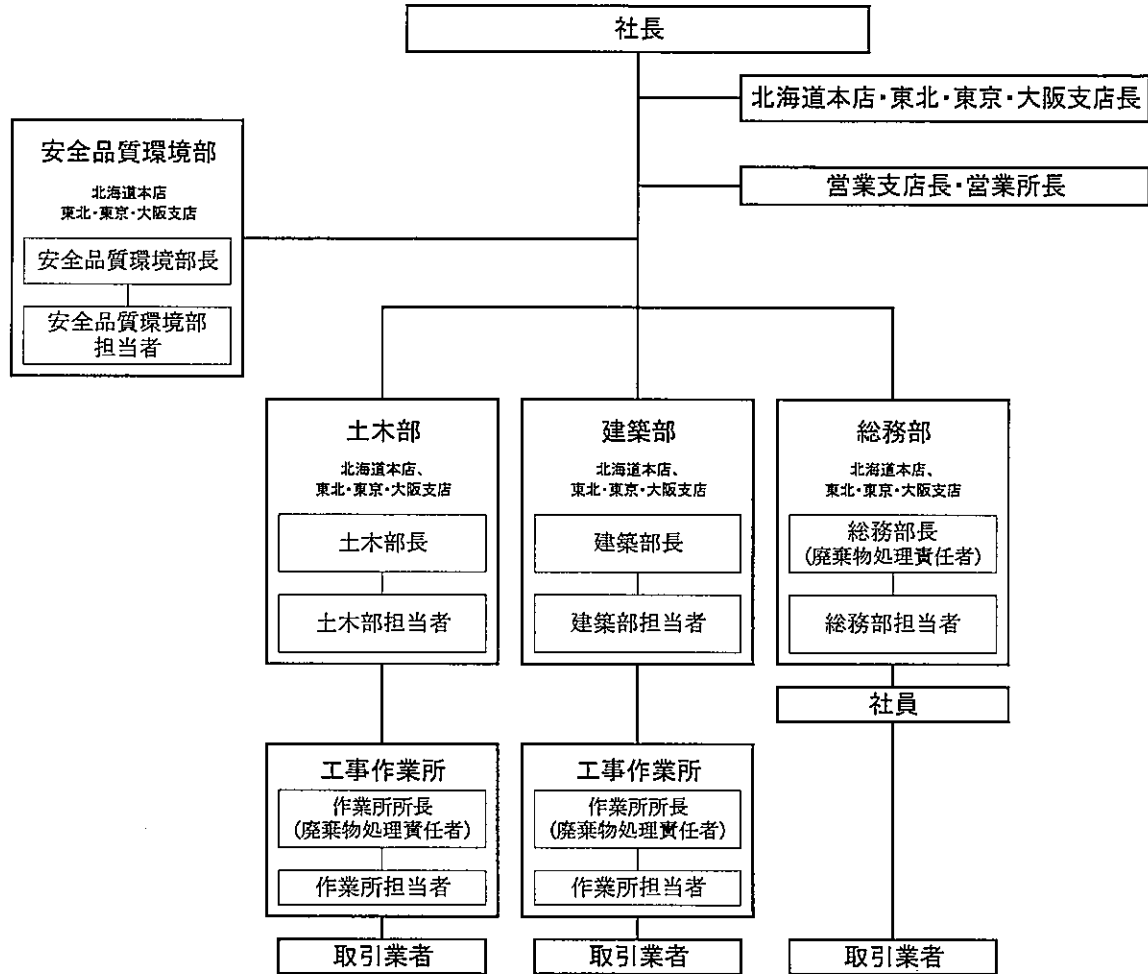 社長
北海道本店・東北・東京・大阪支店長
営業支店長・営業所長
安全品質環境部
北海道本店
東北・東京・大阪支店
安全品質環境部長
安全品質環境部
担当者
土木部
北海道本店、
東北・東京・大阪支店
土木部長
土木部担当者
建築部
北海道本店、
東北・東京・大阪支店
建築部長
建築部担当者
総務部
北海道本店、
東北・東京・大阪支店
総務部長
(廃棄物処理責任者)
総務部担当者
社員
工事作業所
作業所所長
(廃棄物処理責任者)
作業所担当者
工事作業所
作業所所長
(廃棄物処理責任者)
作業所担当者
取引業者
取引業者
取引業者